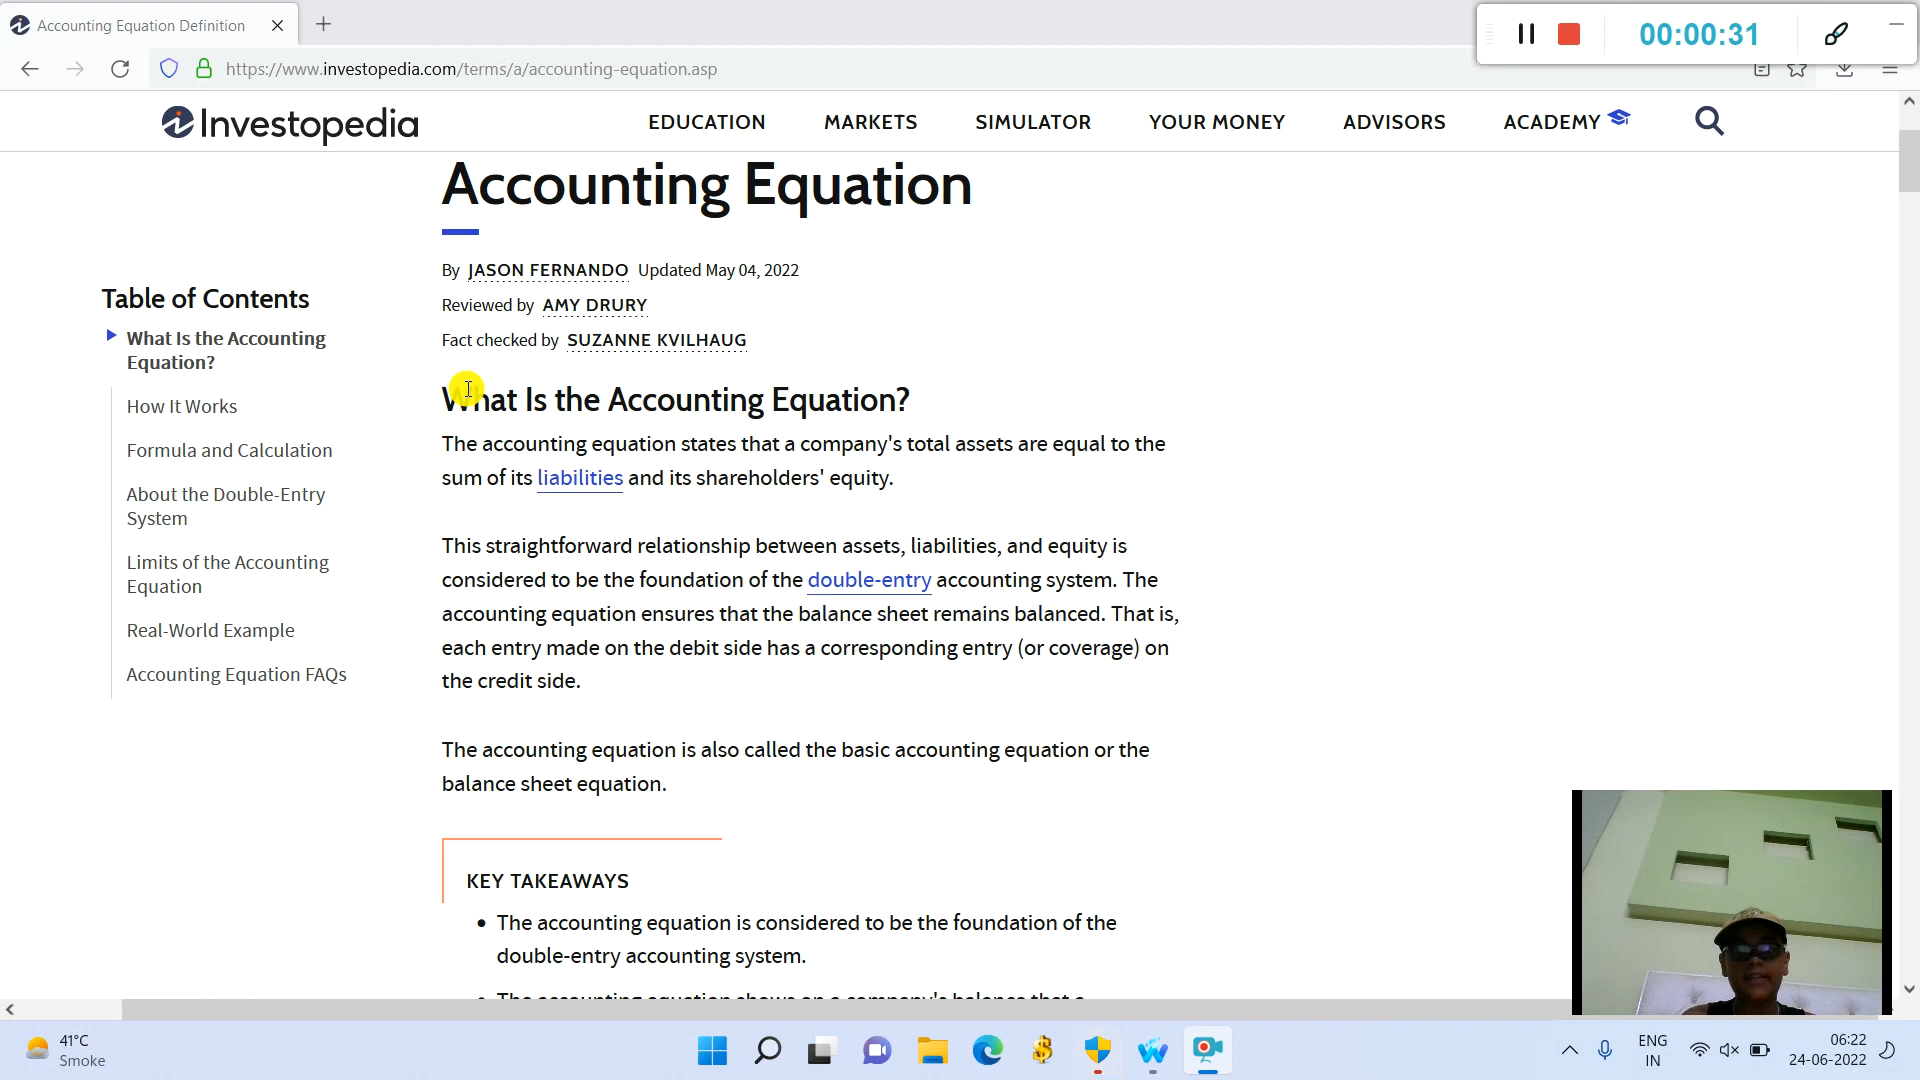 Accounting Equation Definition
00:00:31
https://www.investopedia.com/terms/a/accounting-equation.asp
Investopedia
EDUCATION MARKETS SIMULATOR YOUR MONEY ADVISORS ACADEMY
Accounting Equation
By JASON FERNANDO Updated May 04, 2022
Reviewed by AMY DRURY
Fact checked by SUZANNE KVILHAUG
Table of Contents
What Is the Accounting
Equation?
How It Works
Formula and Calculation
About the Double-Entry
System
Limits of the Accounting
Equation
Real-World Example
Accounting Equation FAQs
What Is the Accounting Equation?
The accounting equation states that a company's total assets are equal to the
sum of its liabilities and its shareholders' equity.
This straightforward relationship between assets, liabilities, and equity is
considered to be the foundation of the double-entry accounting system. The
accounting equation ensures that the balance sheet remains balanced. That is,
each entry made on the debit side has a corresponding entry (or coverage) on
the credit side.
The accounting equation is also called the basic accounting equation or the
balance sheet equation.
KEY TAKEAWAYS
• The accounting equation is considered to be the foundation of the
double-entry accounting system.
• The accounting equation shows on a company's balance that a
41°C
Smoke
ENG
IN
06:22
24-06-2022